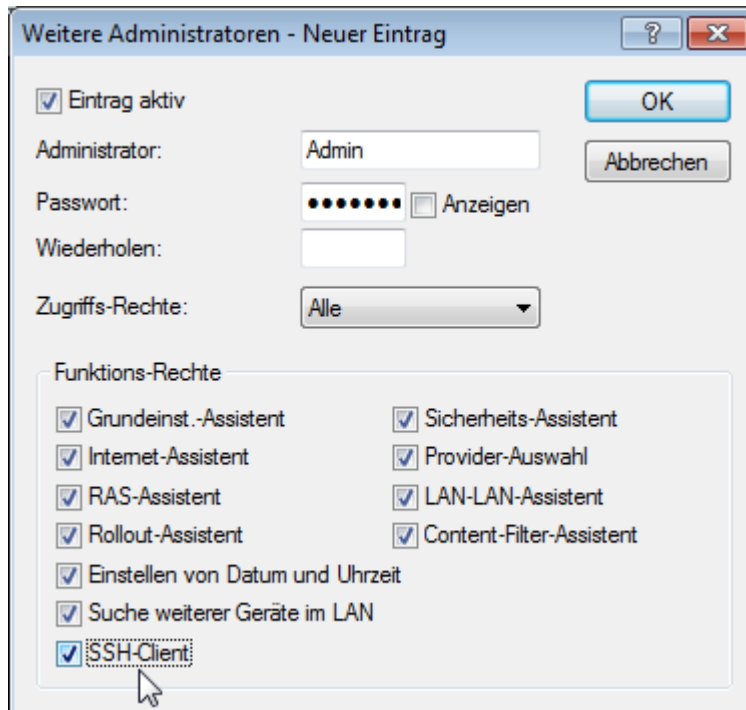 Weitere Administratoren - Neuer Eintrag
Eintrag aktiv
OK
Administrator: Admin
Abbrechen
Passwort: ●●●●●●● Anzeigen
Wiederholen:
Zugriffs-Rechte: Alle
Funktions-Rechte
Grundeinst.-Assistent Sicherheits-Assistent
Internet-Assistent Provider-Auswahl
RAS-Assistent LAN-LAN-Assistent
Rollout-Assistent Content-Filter-Assistent
Einstellen von Datum und Uhrzeit
Suche weiterer Geräte im LAN
SSH-Client